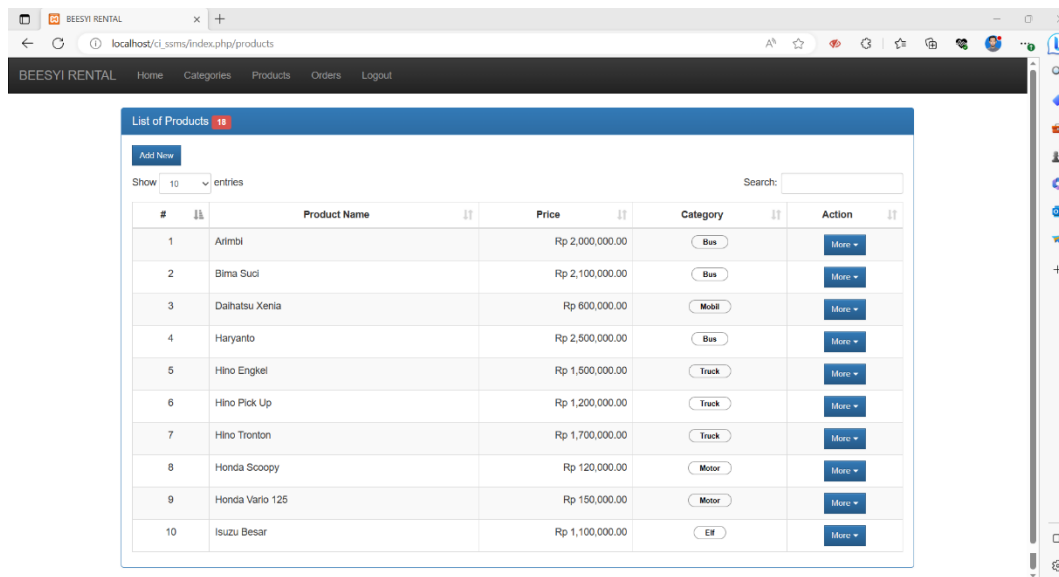 BEESYI RENTAL
localhost/ci_ssms/index.php/products
BEESYI RENTAL Home Categories Products Orders Logout
List of Products 18
Add New
Show 10 entries Search:
# Product Name Price Category Action
1 Arimbi Rp 2,000,000.00 Bus More
2 Bima Suci Rp 2,100,000.00 Bus More
3 Daihatsu Xenia Rp 600,000.00 Mobil More
4 Haryanto Rp 2,500,000.00 Bus More
5 Hino Engkel Rp 1,500,000.00 Truck More
6 Hino Pick Up Rp 1,200,000.00 Truck More
7 Hino Tronton Rp 1,700,000.00 Truck More
8 Honda Scoopy Rp 120,000.00 Motor More
9 Honda Vario 125 Rp 150,000.00 Motor More
10 Isuzu Besar Rp 1,100,000.00 Elf More